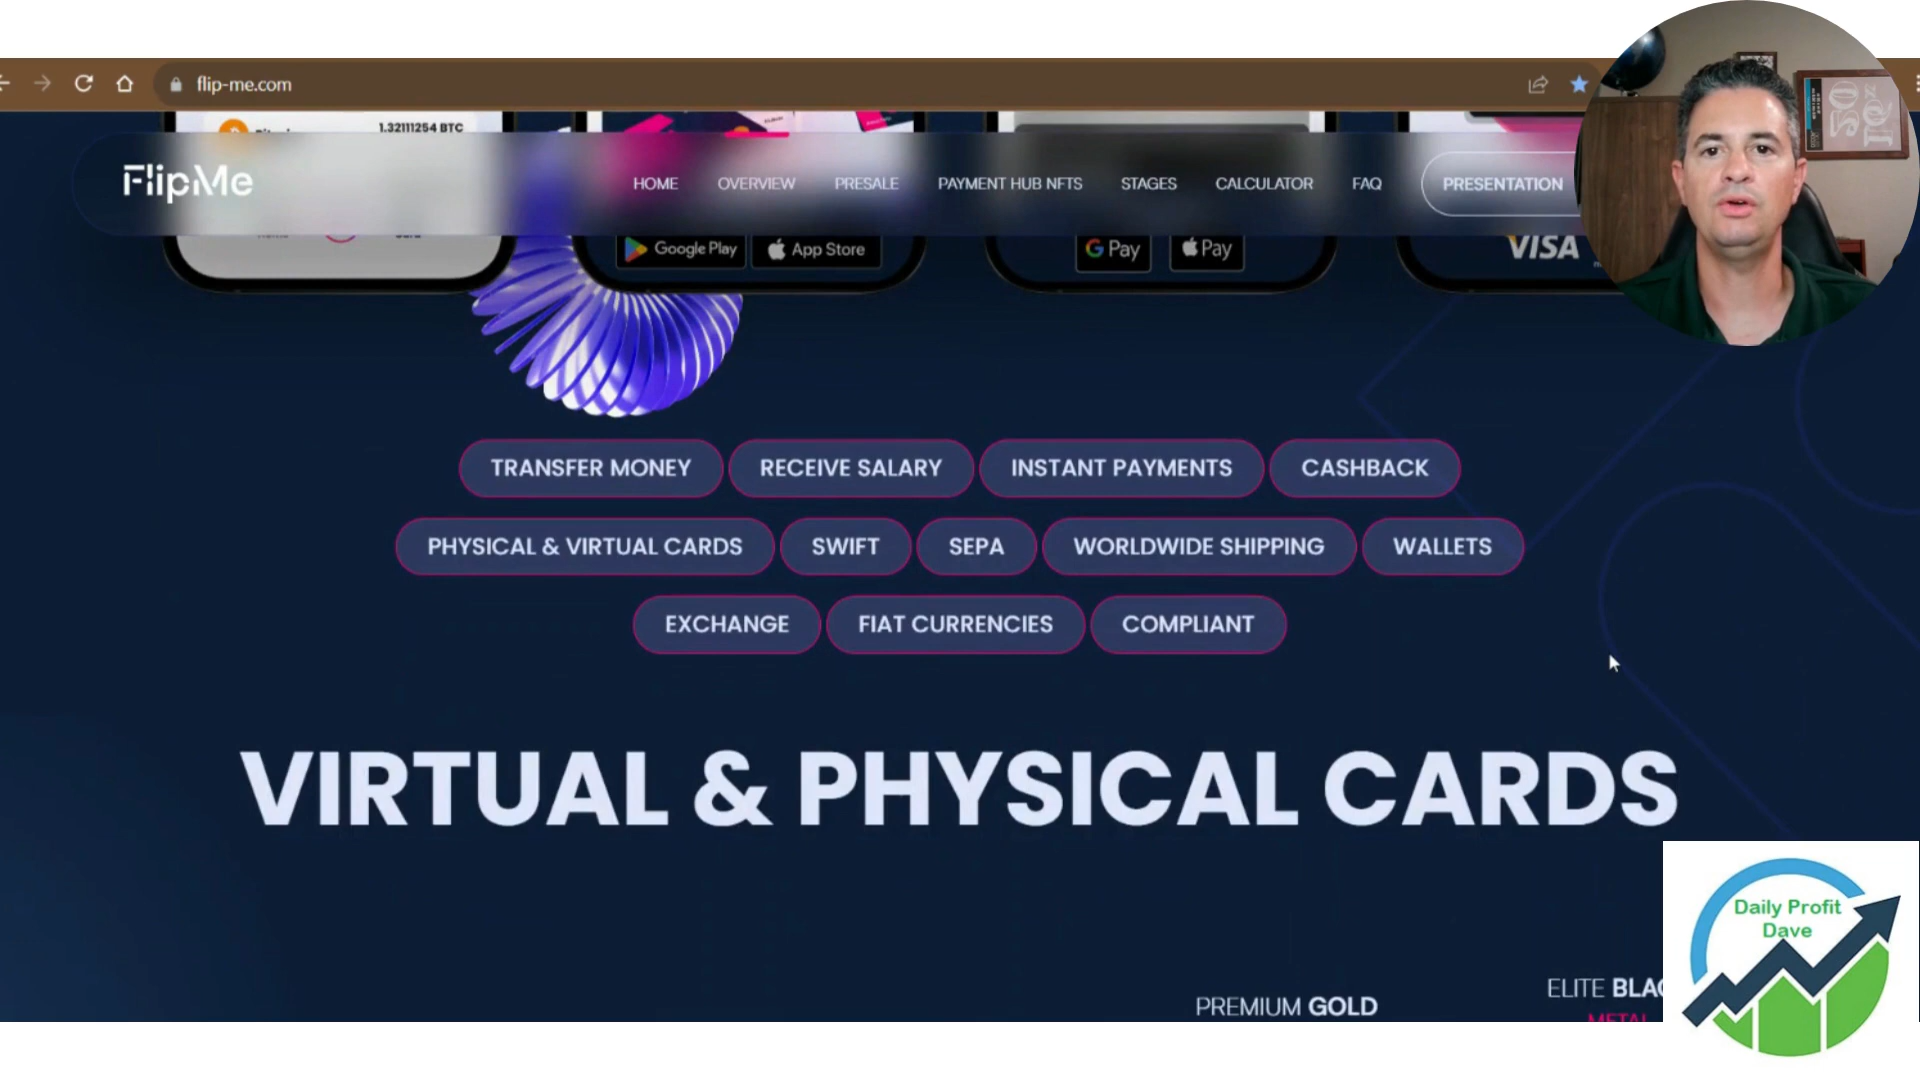 flip-me.com
1.32111254 BTC
FlipMe
HOME OVERVIEW PRESALE PAYMENT HUB NFTS STAGES CALCULATOR FAQ PRESENTATION
Google Play App Store G Pay Pay VISA
TRANSFER MONEY RECEIVE SALARY INSTANT PAYMENTS CASHBACK
PHYSICAL & VIRTUAL CARDS SWIFT SEPA WORLDWIDE SHIPPING WALLETS
EXCHANGE FIAT CURRENCIES COMPLIANT
VIRTUAL & PHYSICAL CARDS
Daily Profit
Dave
ELITE
PREMIUM GOLD